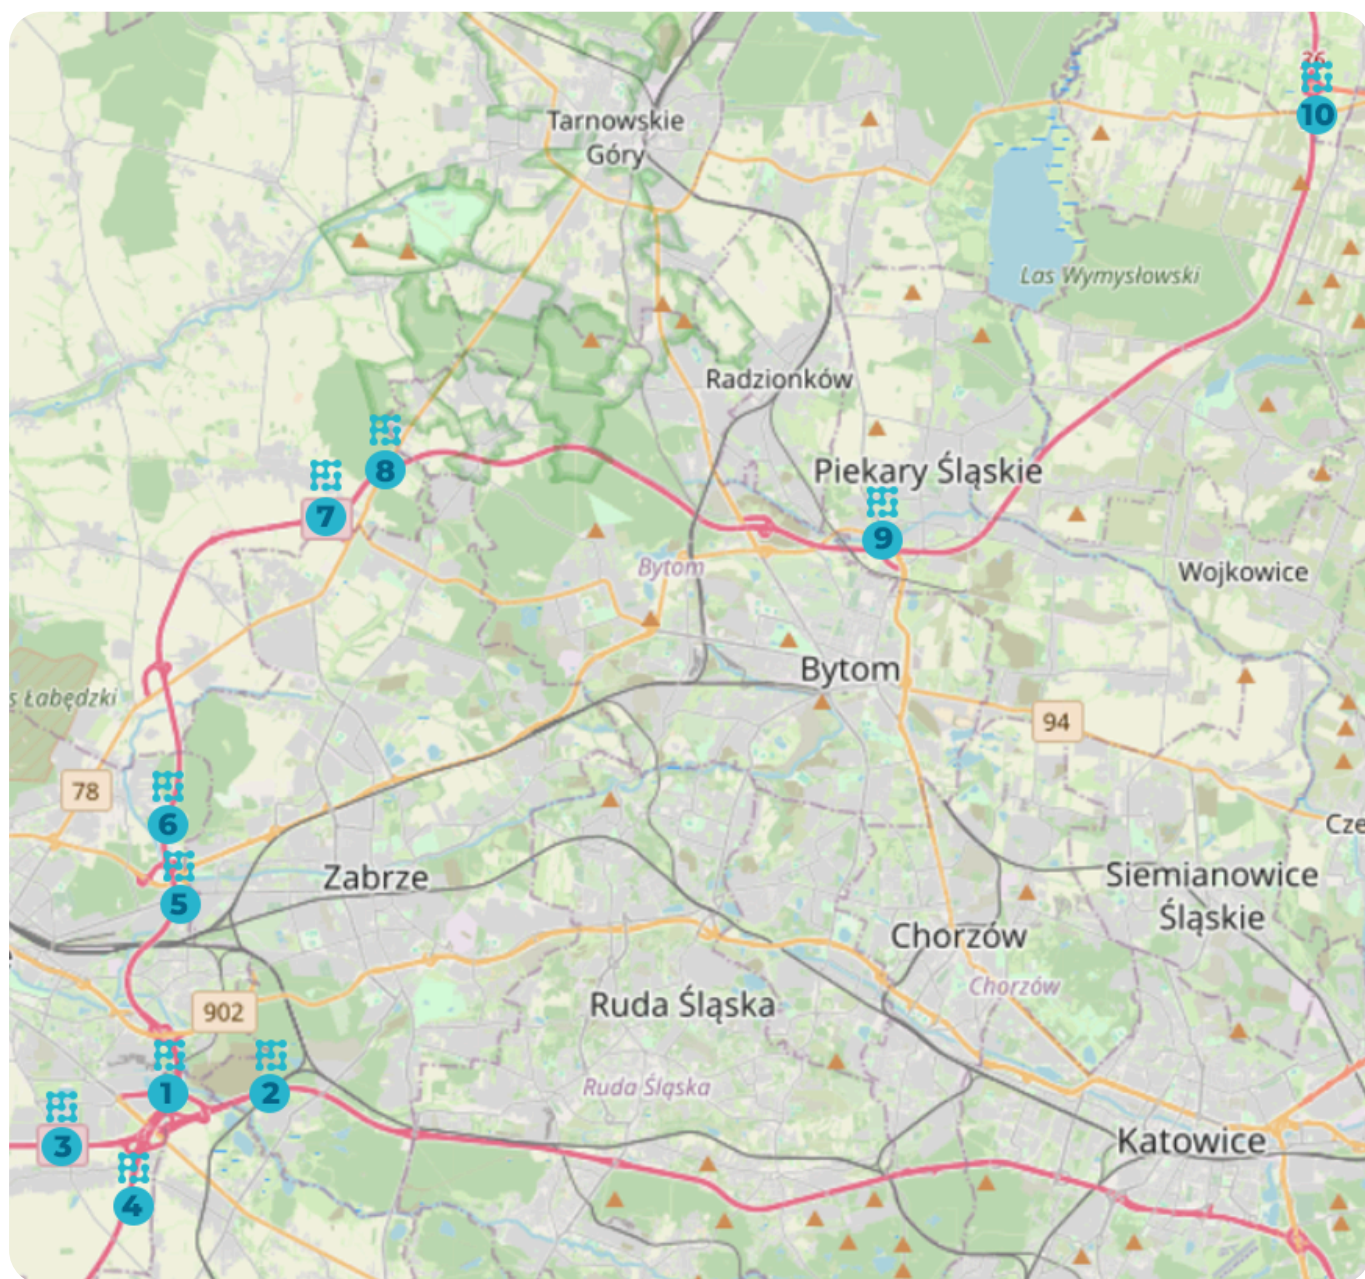 Tarnowskie
Góry
26
10
Las Wymysłowski
Radzionków
8
Piekary Śląskie
7
9
Bytom
Wojkowice
Bytom
s Łabędzki
94
78
6
Cze
Zabrze
Siemianowice
Śląskie
5
Chorzów
Chorzów
902
Ruda Śląska
Ruda Śląska
1
2
3
Katowice
4